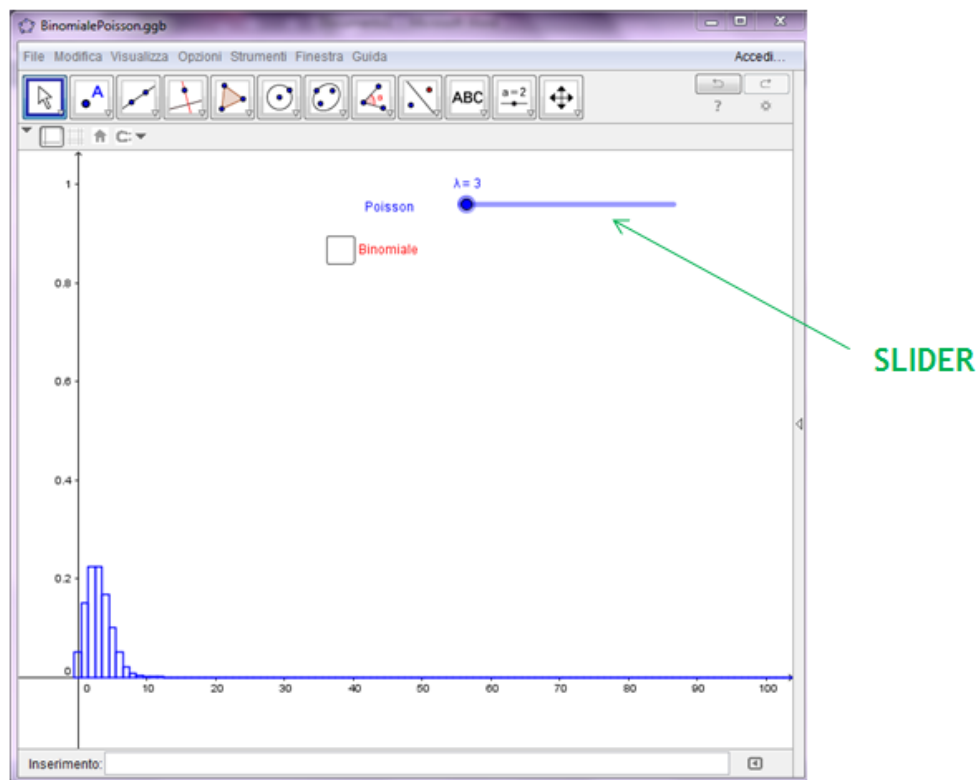 BinomialePoisson.ggb
File Modifica Visualizza Opzioni Strumenti Finestra Guida Accedi...
A ABC a=2
?
λ = 3
Poisson
Binomiale
SLIDER
1
0.8
0.6
0.4
0.2
0
0 10 20 30 40 50 60 70 80 90 100
Inserimento: